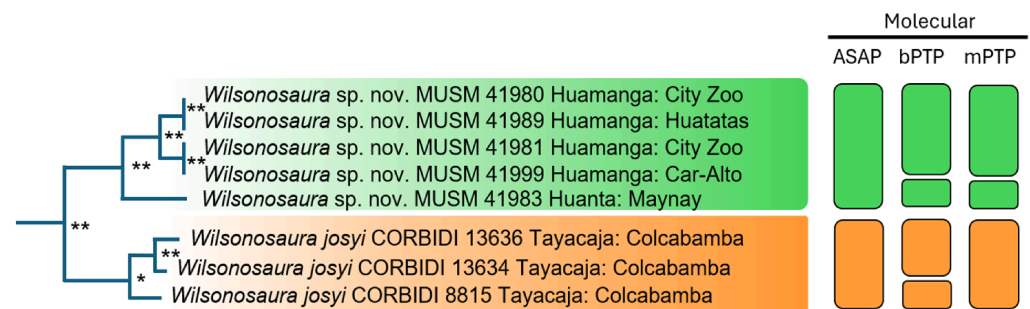 Molecular
ASAP bPTP mPTP
Wilsonosaura sp. nov. MUSM 41980 Huamanga: City Zoo
**
Wilsonosaura sp. nov. MUSM 41989 Huamanga: Huatatas
**
Wilsonosaura sp. nov. MUSM 41981 Huamanga: City Zoo
**
**
Wilsonosaura sp. nov. MUSM 41999 Huamanga: Car-Alto
Wilsonosaura sp. nov. MUSM 41983 Huanta: Maynay
**
Wilsonosaura josyi CORBIDI 13636 Tayacaja: Colcabamba
**
Wilsonosaura josyi CORBIDI 13634 Tayacaja: Colcabamba
*
Wilsonosaura josyi CORBIDI 8815 Tayacaja: Colcabamba